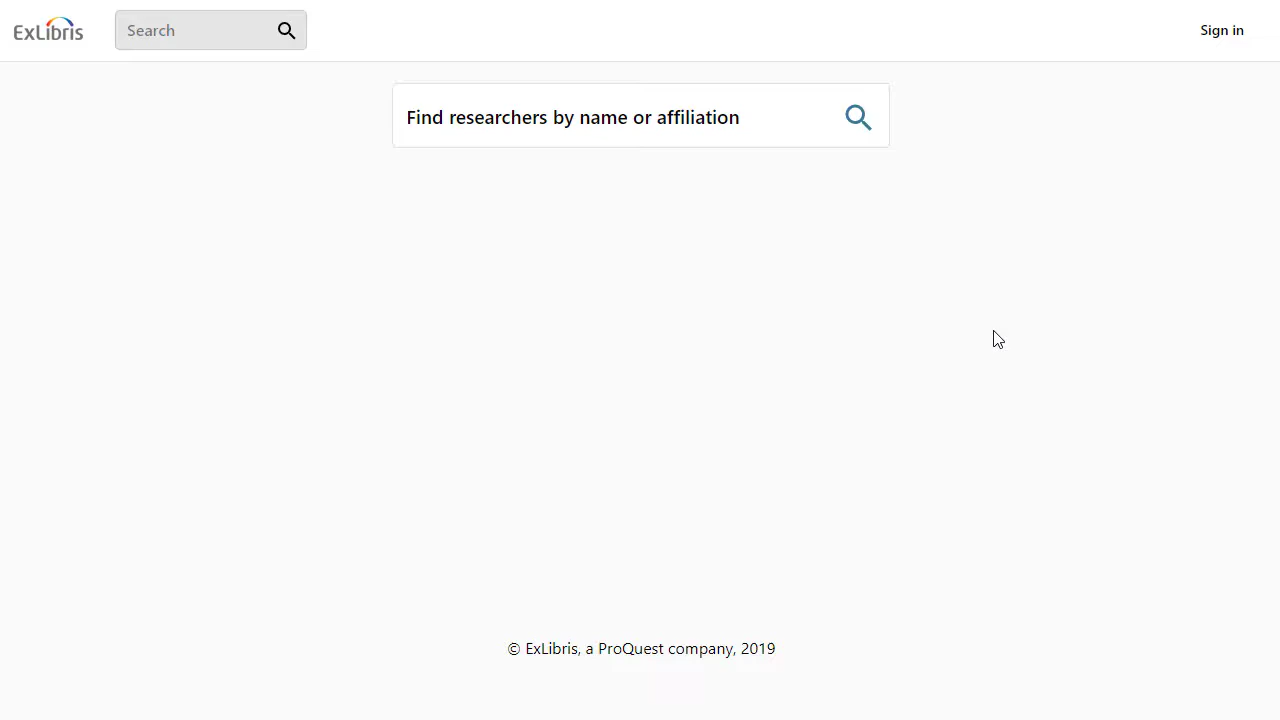 ExLibris
Search
Sign in
Find researchers by name or affiliation
© ExLibris, a ProQuest company, 2019